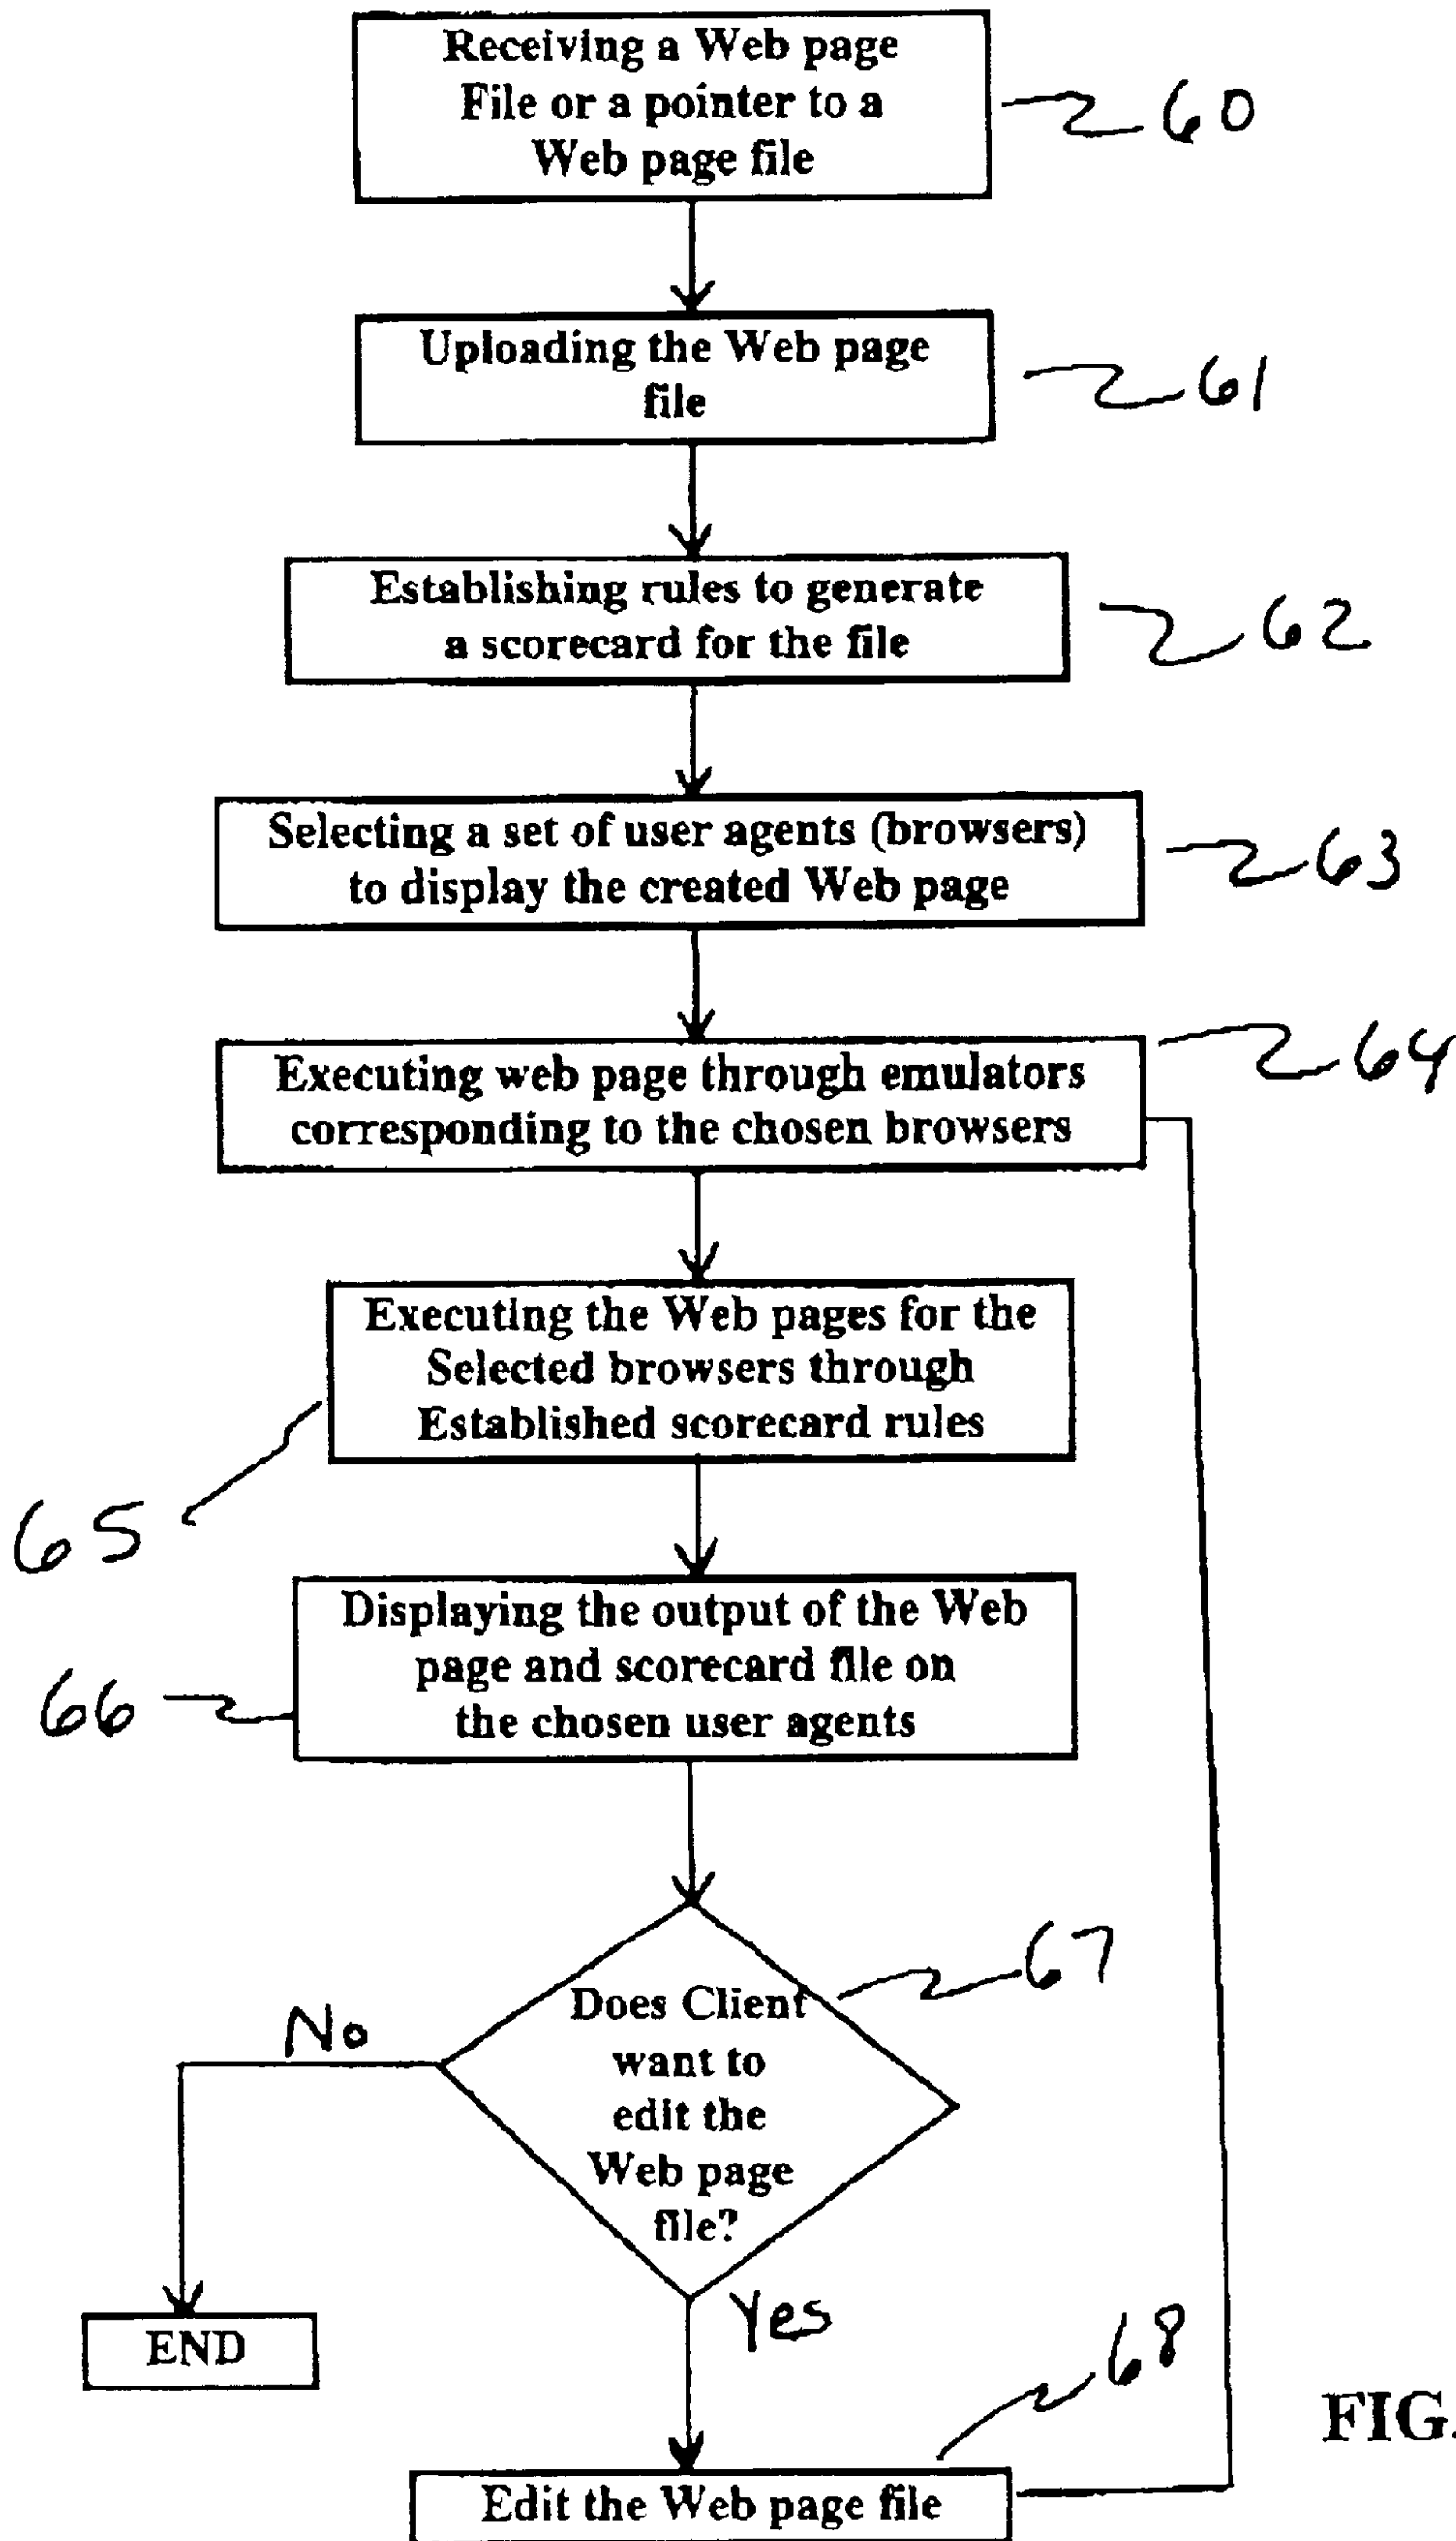 Receiving a Web page
File or a pointer to a
Web page file
60
Uploading the Web page
file
61
Establishing rules to generate
a scorecard for the file
62
Selecting a set of user agents (browsers)
to display the created Web page
63
Executing web page through emulators
corresponding to the chosen browsers
64
Executing the Web pages for the
Selected browsers through
Established scorecard rules
65
Displaying the output of the Web
page and scorecard file on
the chosen user agents
66
Does Client
want to
edit the
Web page
file?
67
No
END
Yes
68
Edit the Web page file
FIG.